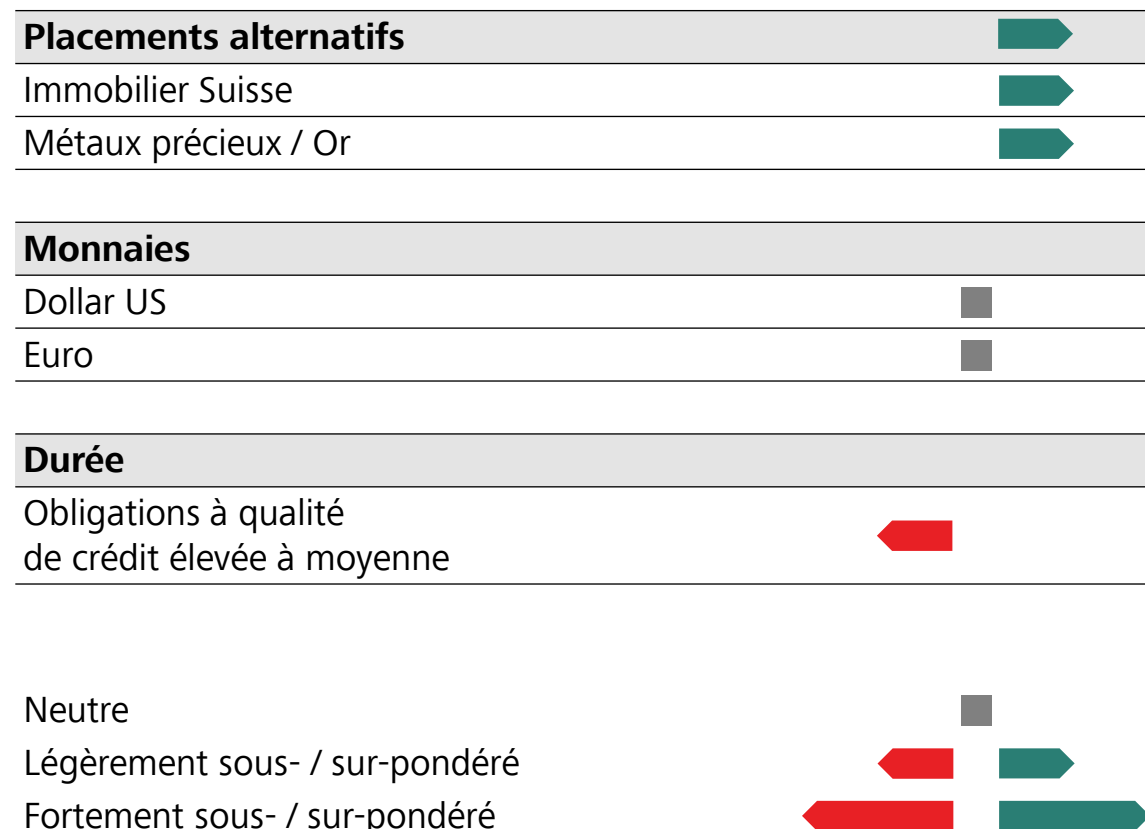 Placements alternatifs
Immobilier Suisse
Métaux précieux / Or
Monnaies
Dollar US
Euro
Durée
Obligations à qualité
de crédit élevée à moyenne
Neutre
Légèrement sous- / sur-pondéré
Fortement sous- / sur-pondéré